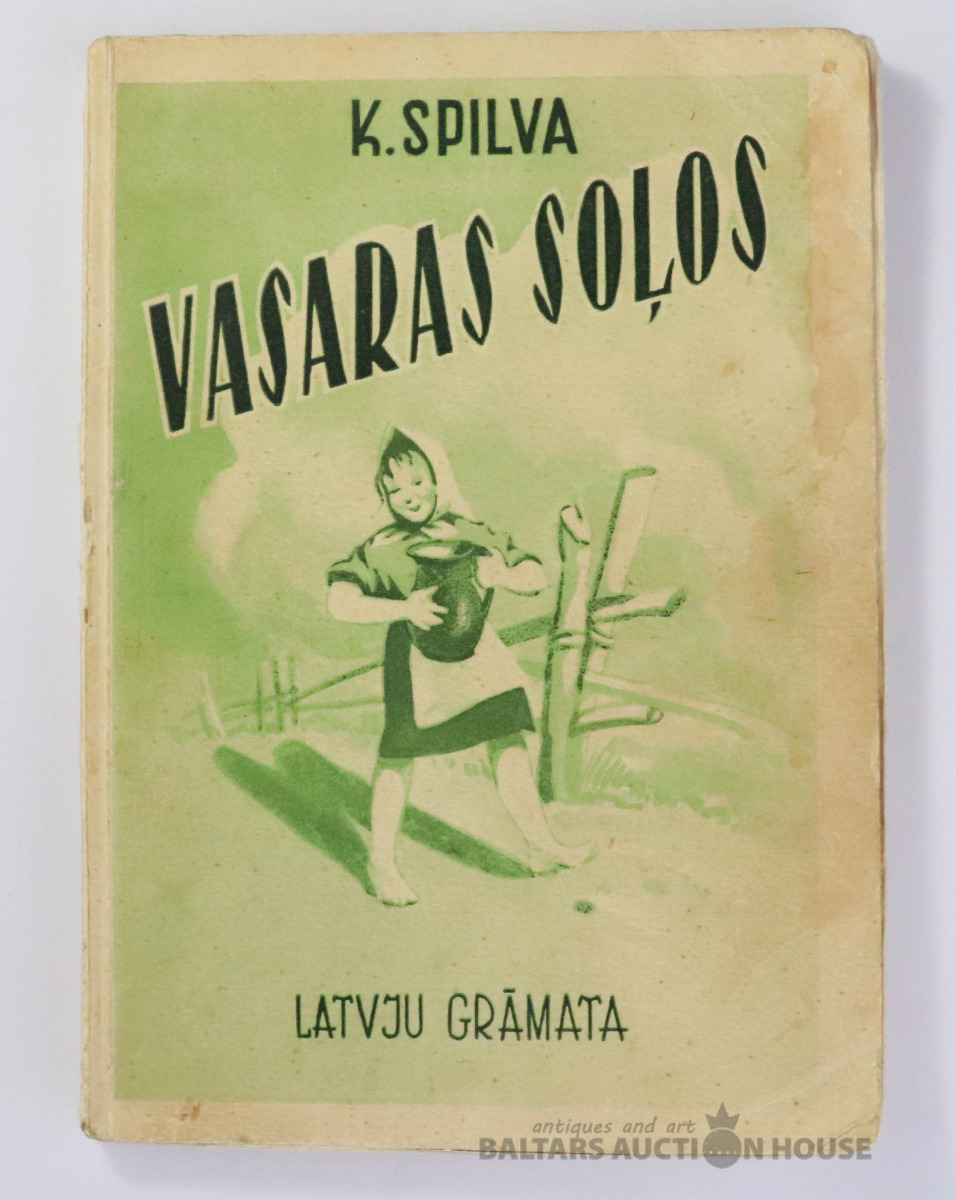 K. SPILVA
VASARAS SOĻOS
LATVJU GRĀMATA
antiques and art
BALTARS AUCTION HOUSE